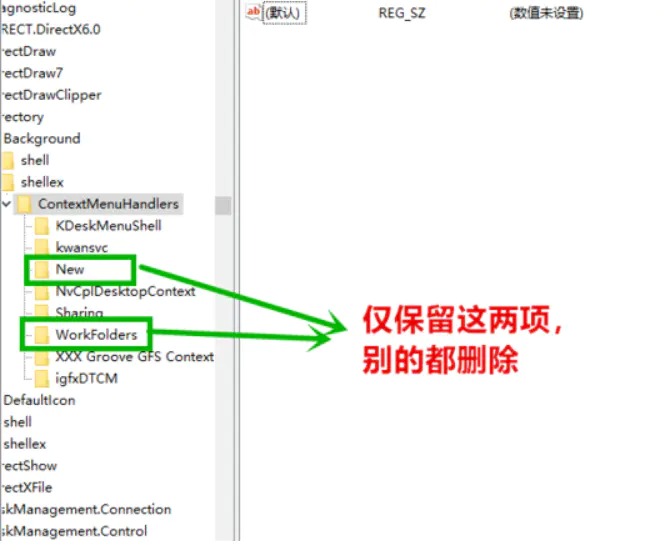 agnosticLog
RECT.DirectX6.0
rectDraw
rectDraw7
rectDrawClipper
rectory
Background
shell
shellex
ContextMenuHandlers
KDeskMenuShell
kwansvc
New
NvCplDesktopContext
Sharing
WorkFolders
XXX Groove GFS Context
igfxDTCM
DefaultIcon
shell
shellex
rectShow
rectXFile
skManagement.Connection
skManagement.Control
ab (默认) REG_SZ (数值未设置)
仅保留这两项，
别的都删除